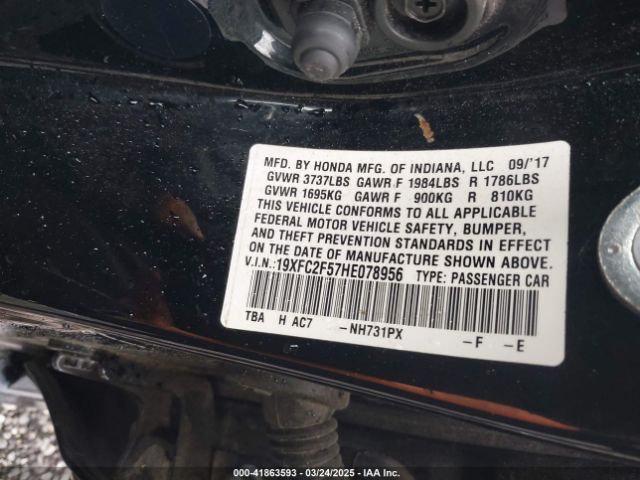 MFD. BY HONDA MFG. OF INDIANA, LLC 09/'17
GVWR 3737LBS GAWR F 1984LBS R 1786LBS
GVWR 1695KG GAWR F 900KG R 810KG
THIS VEHICLE CONFORMS TO ALL APPLICABLE
FEDERAL MOTOR VEHICLE SAFETY, BUMPER,
AND THEFT PREVENTION STANDARDS IN EFFECT
ON THE DATE OF MANUFACTURE SHOWN ABOVE.
V.I.N.:19XFC2F57HE078956 TYPE: PASSENGER CAR
TBA H AC7 -NH731PX -F -E
000-41863593 - 03/24/2025 - IAA Inc.